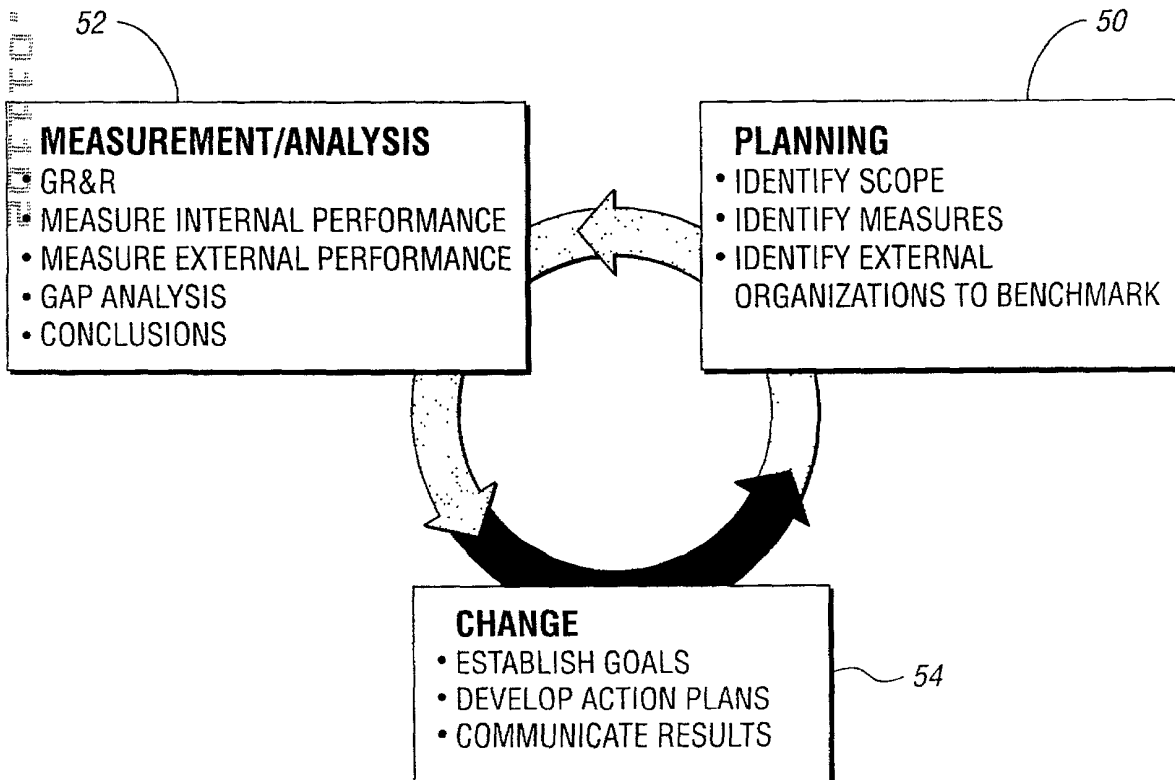 52
50
MEASUREMENT/ANALYSIS
• GR&R
• MEASURE INTERNAL PERFORMANCE
• MEASURE EXTERNAL PERFORMANCE
• GAP ANALYSIS
• CONCLUSIONS
PLANNING
• IDENTIFY SCOPE
• IDENTIFY MEASURES
• IDENTIFY EXTERNAL
ORGANIZATIONS TO BENCHMARK
CHANGE
• ESTABLISH GOALS
• DEVELOP ACTION PLANS
• COMMUNICATE RESULTS
54